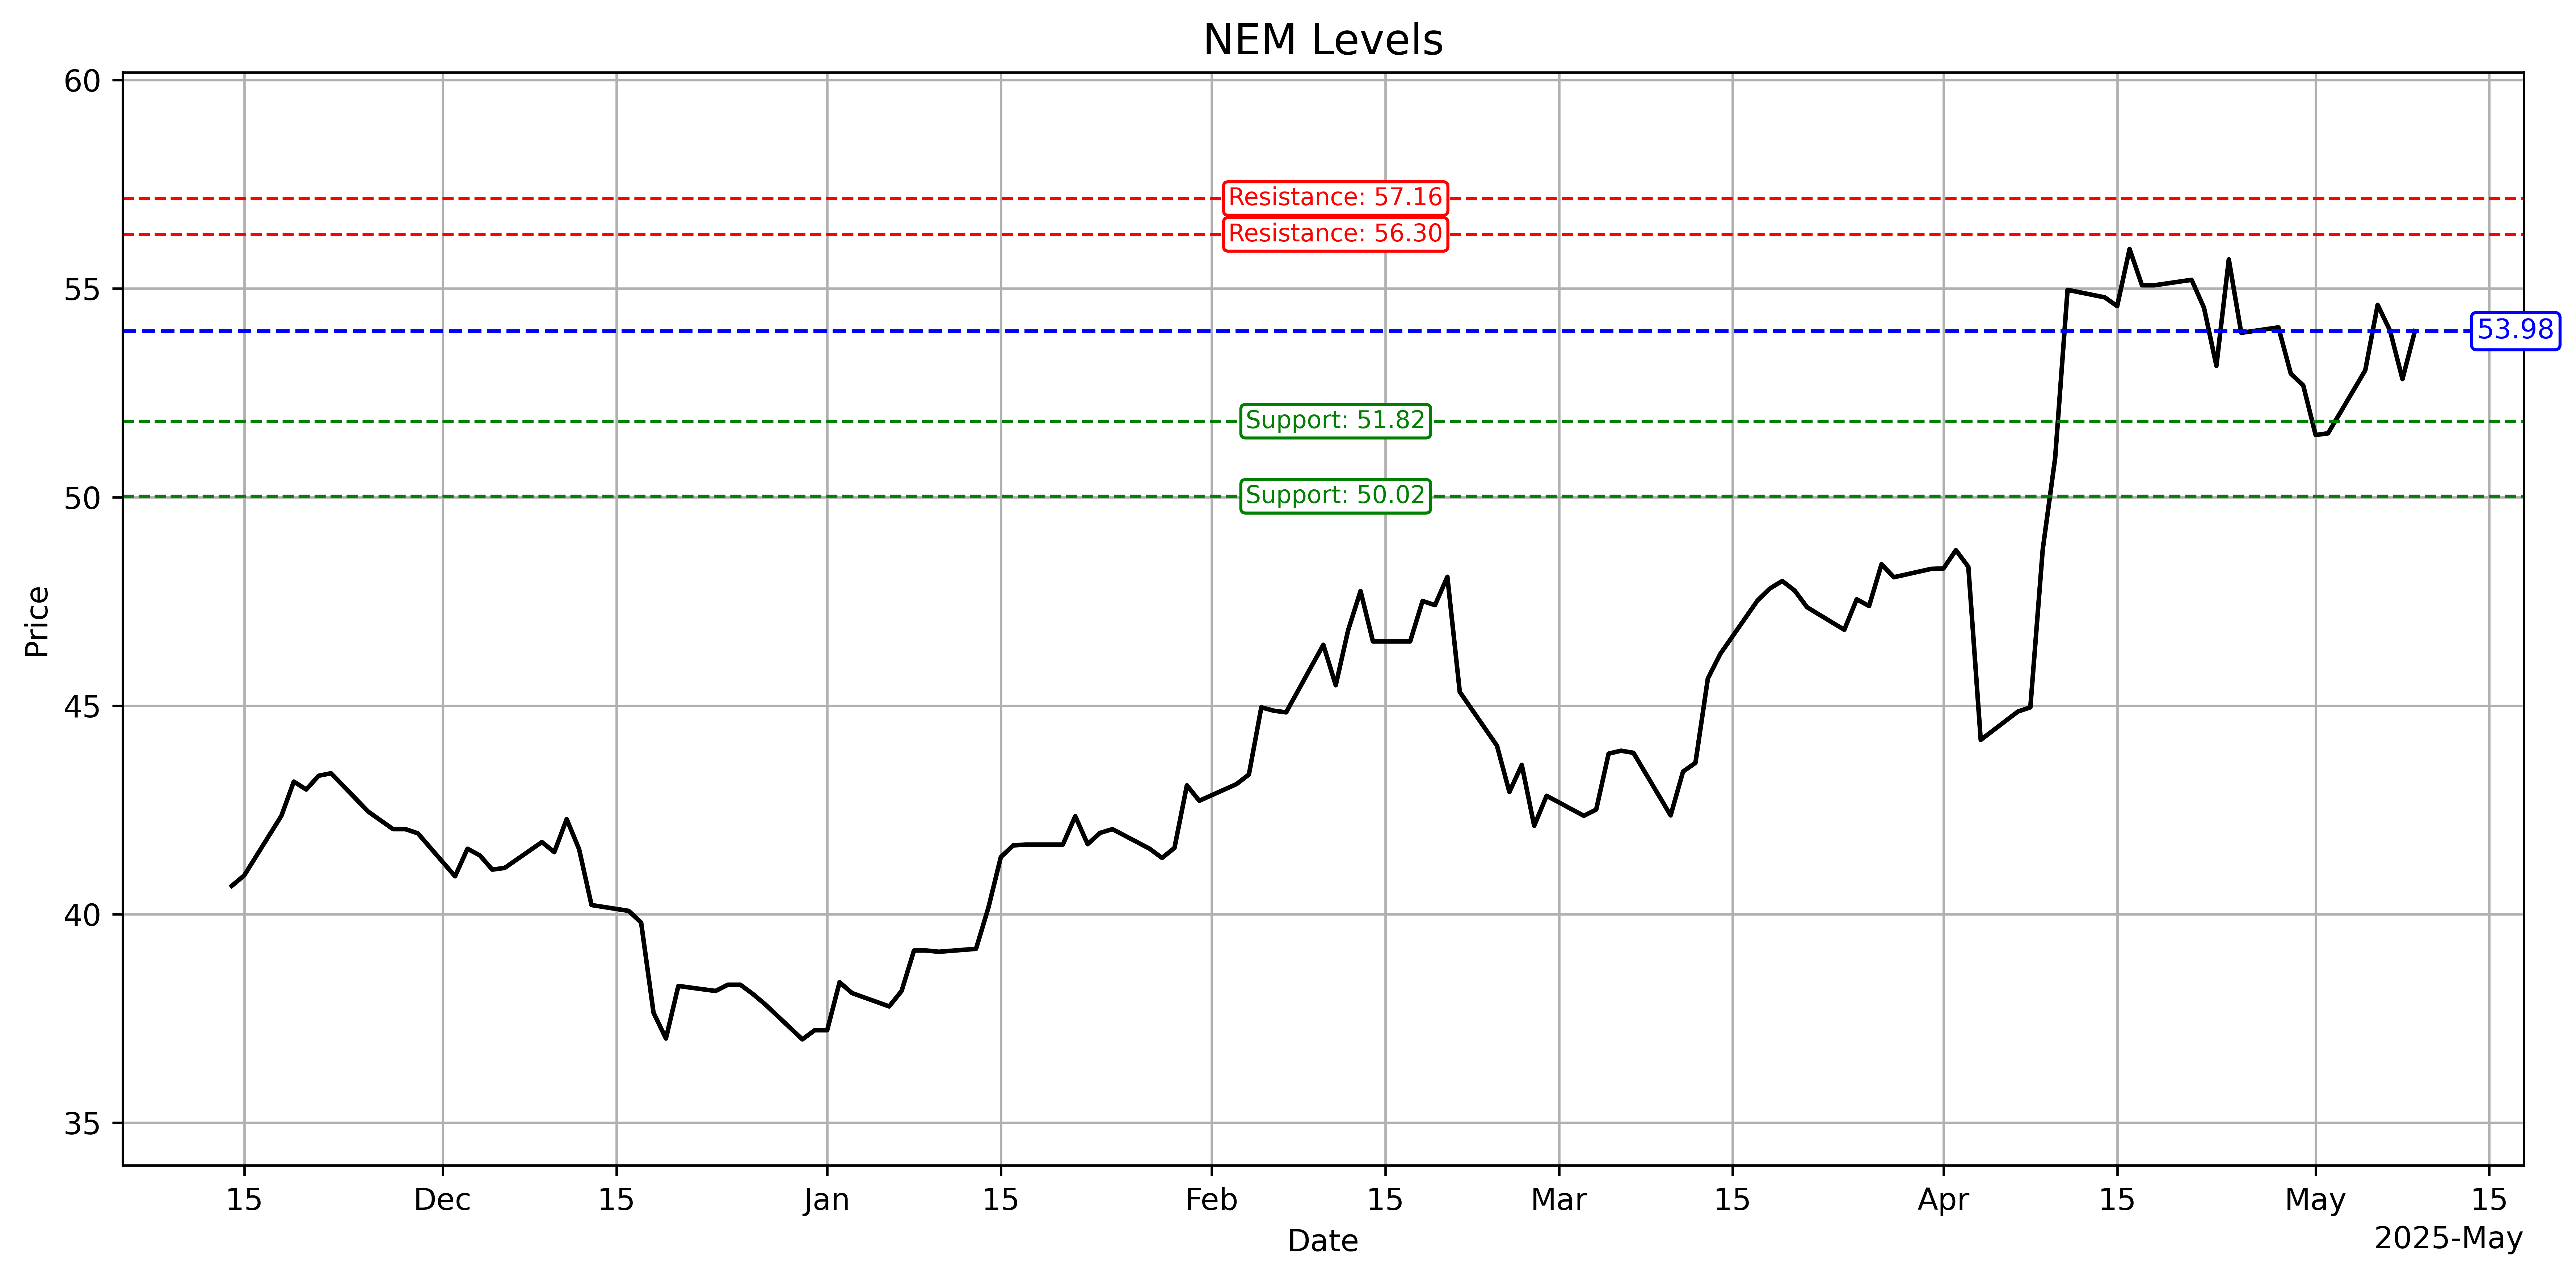 NEM Levels
60
55
50
45
40
35
Price
Resistance: 57.16
Resistance: 56.30
53.98
Support: 51.82
Support: 50.02
15 Dec 15 Jan 15 Feb 15 Mar 15 Apr 15 May 15
2025-May
Date